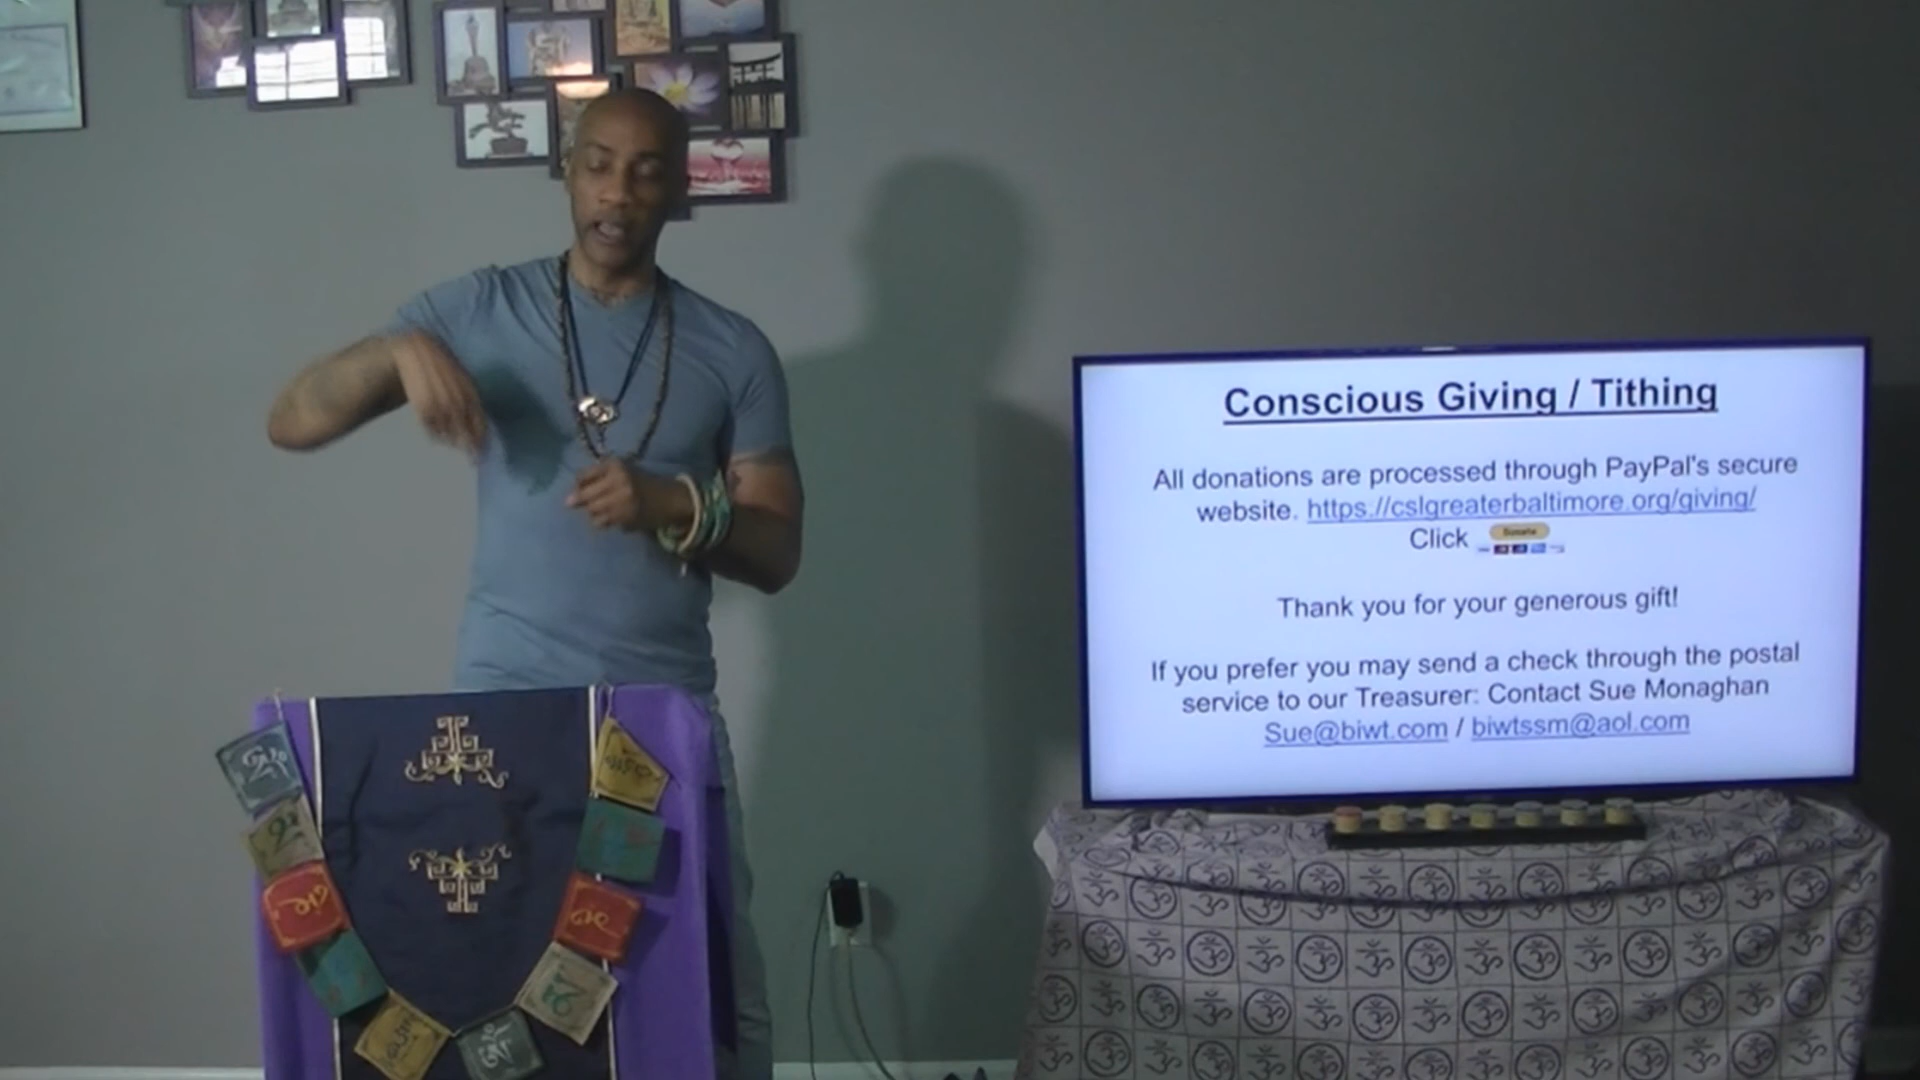 Conscious Giving / Tithing
All donations are processed through PayPal's secure
website. https://cslgreaterbaltimore.org/giving/
Click Donate
Thank you for your generous gift!
If you prefer you may send a check through the postal
service to our Treasurer: Contact Sue Monaghan
Sue@biwt.com / biwtssm@aol.com